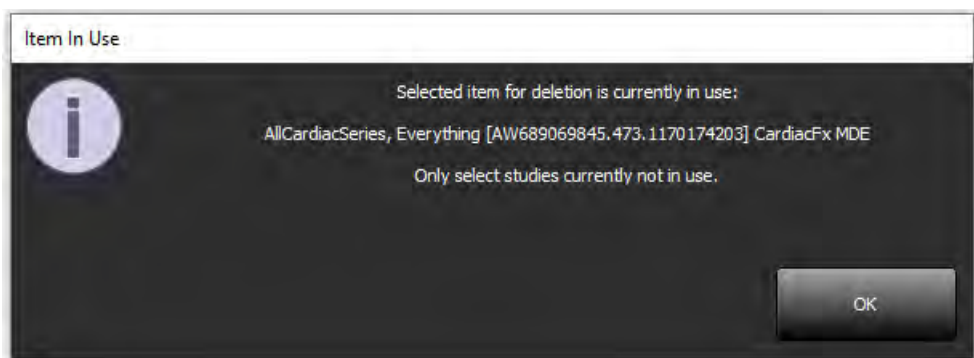 Item In Use
Selected item for deletion is currently in use:
AllCardiacSeries, Everything [AW689069845.473.1170174203] CardiacFx MDE
Only select studies currently not in use.
OK